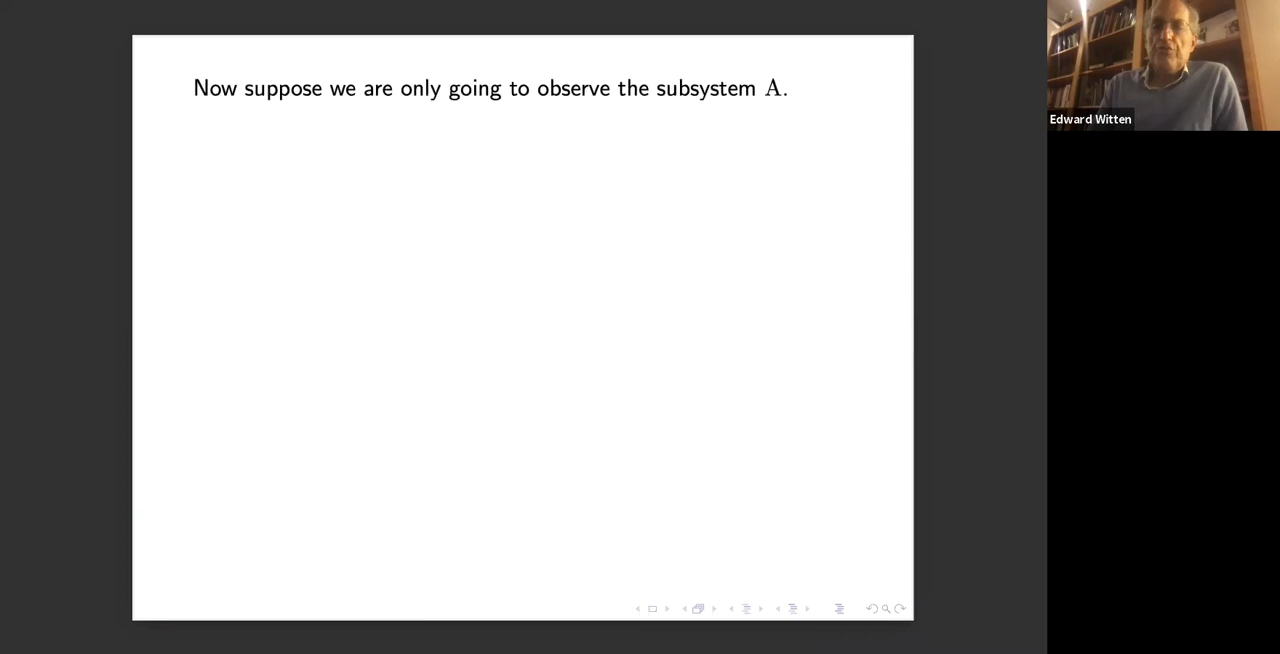 Now suppose we are only going to observe the subsystem A.
Edward Witten